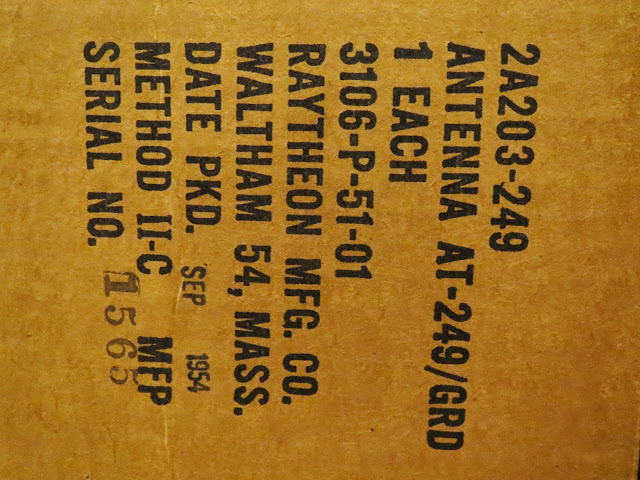 2A203-249
ANTENNA AT-249/GRD
1 EACH
3106-P-51-01
RAYTHEON MFG. CO.
WALTHAM 54, MASS.
DATE PKD. SEP 1954
METHOD II-C MFP
SERIAL NO. 1565